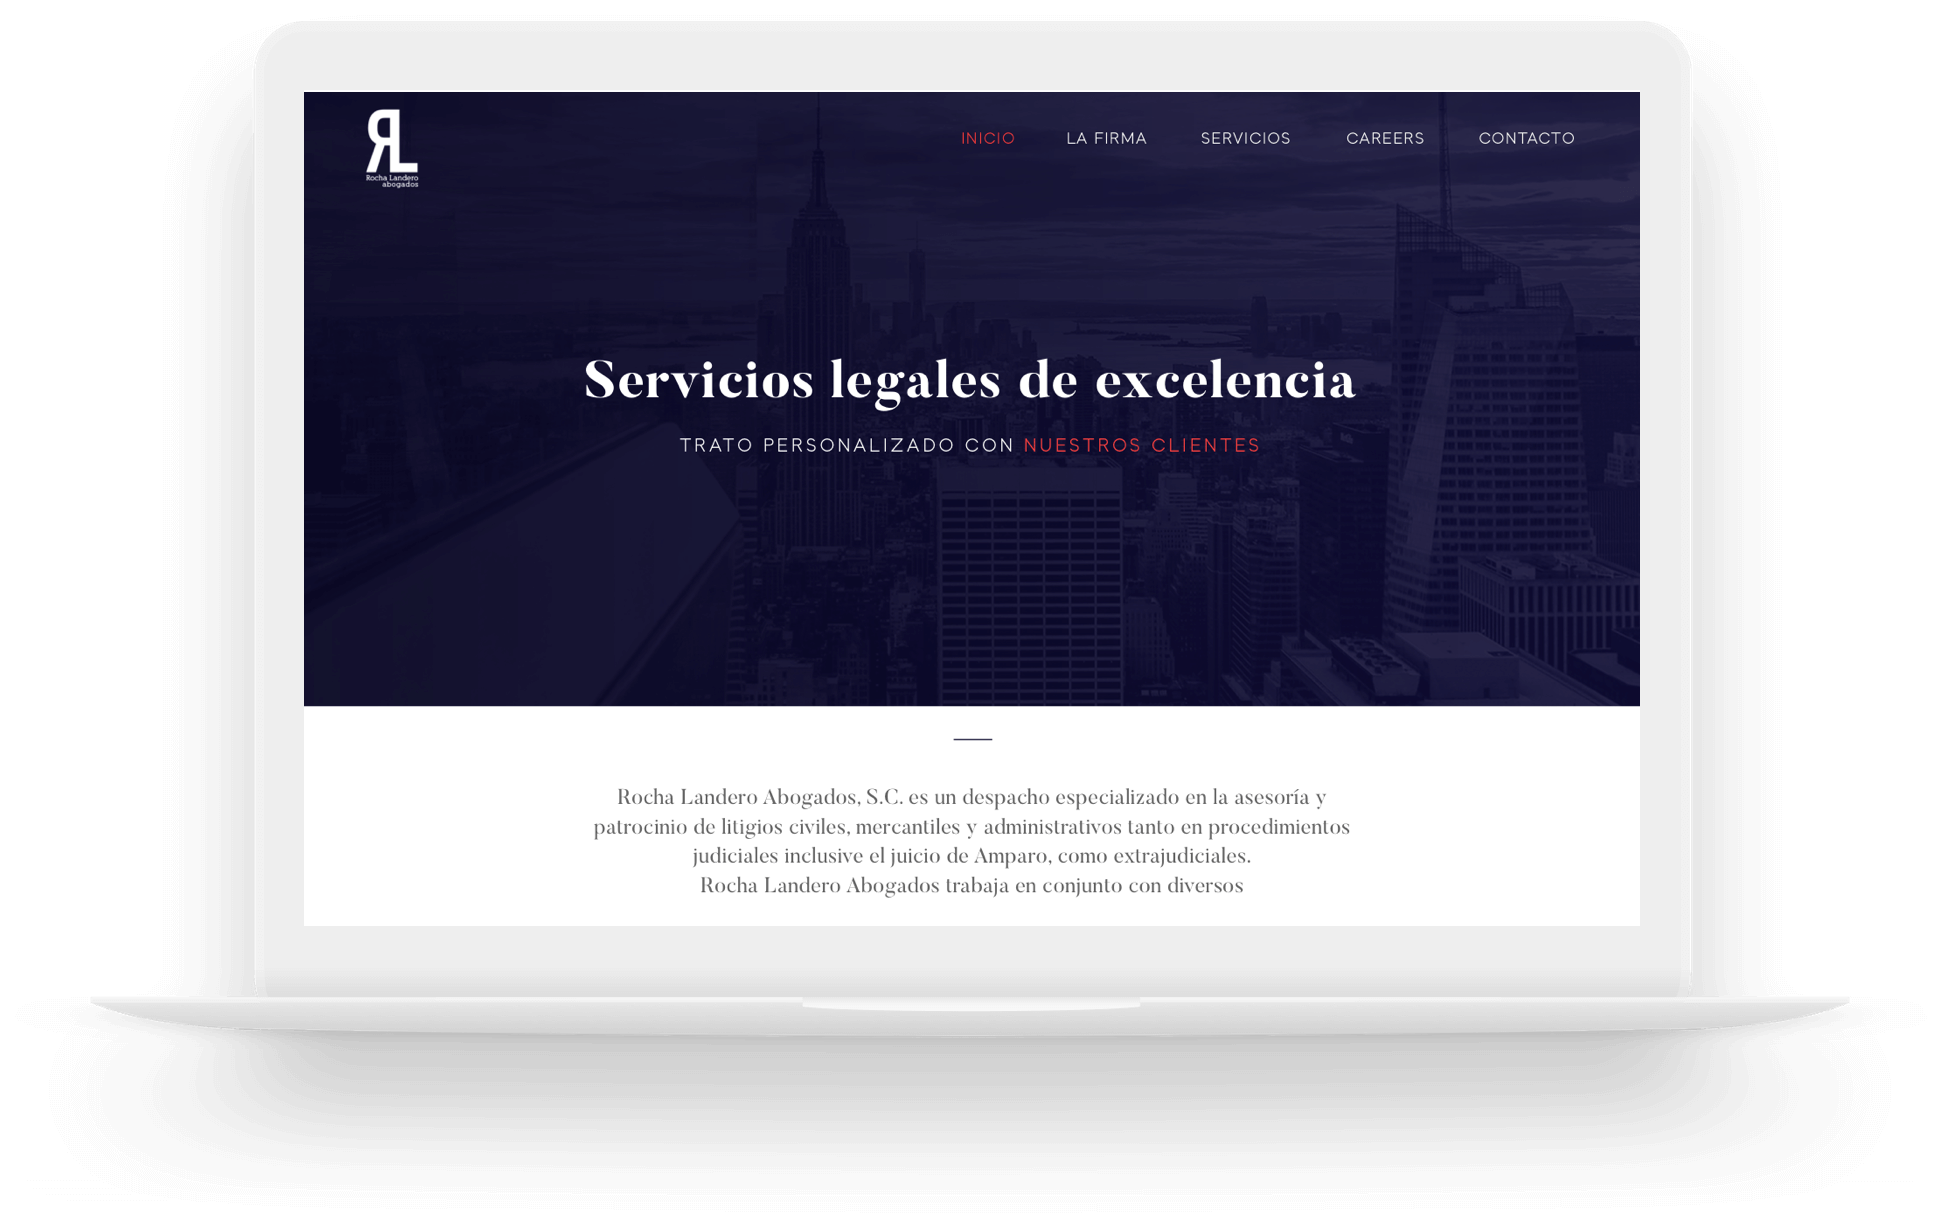 RL
Rocha Landero
abogados
INICIO LA FIRMA SERVICIOS CAREERS CONTACTO
Servicios legales de excelencia
TRATO PERSONALIZADO CON NUESTROS CLIENTES
Rocha Landero Abogados, S.C. es un despacho especializado en la asesoría y
patrocinio de litigios civiles, mercantiles y administrativos tanto en procedimientos
judiciales inclusive el juicio de Amparo, como extrajudiciales.
Rocha Landero Abogados trabaja en conjunto con diversos